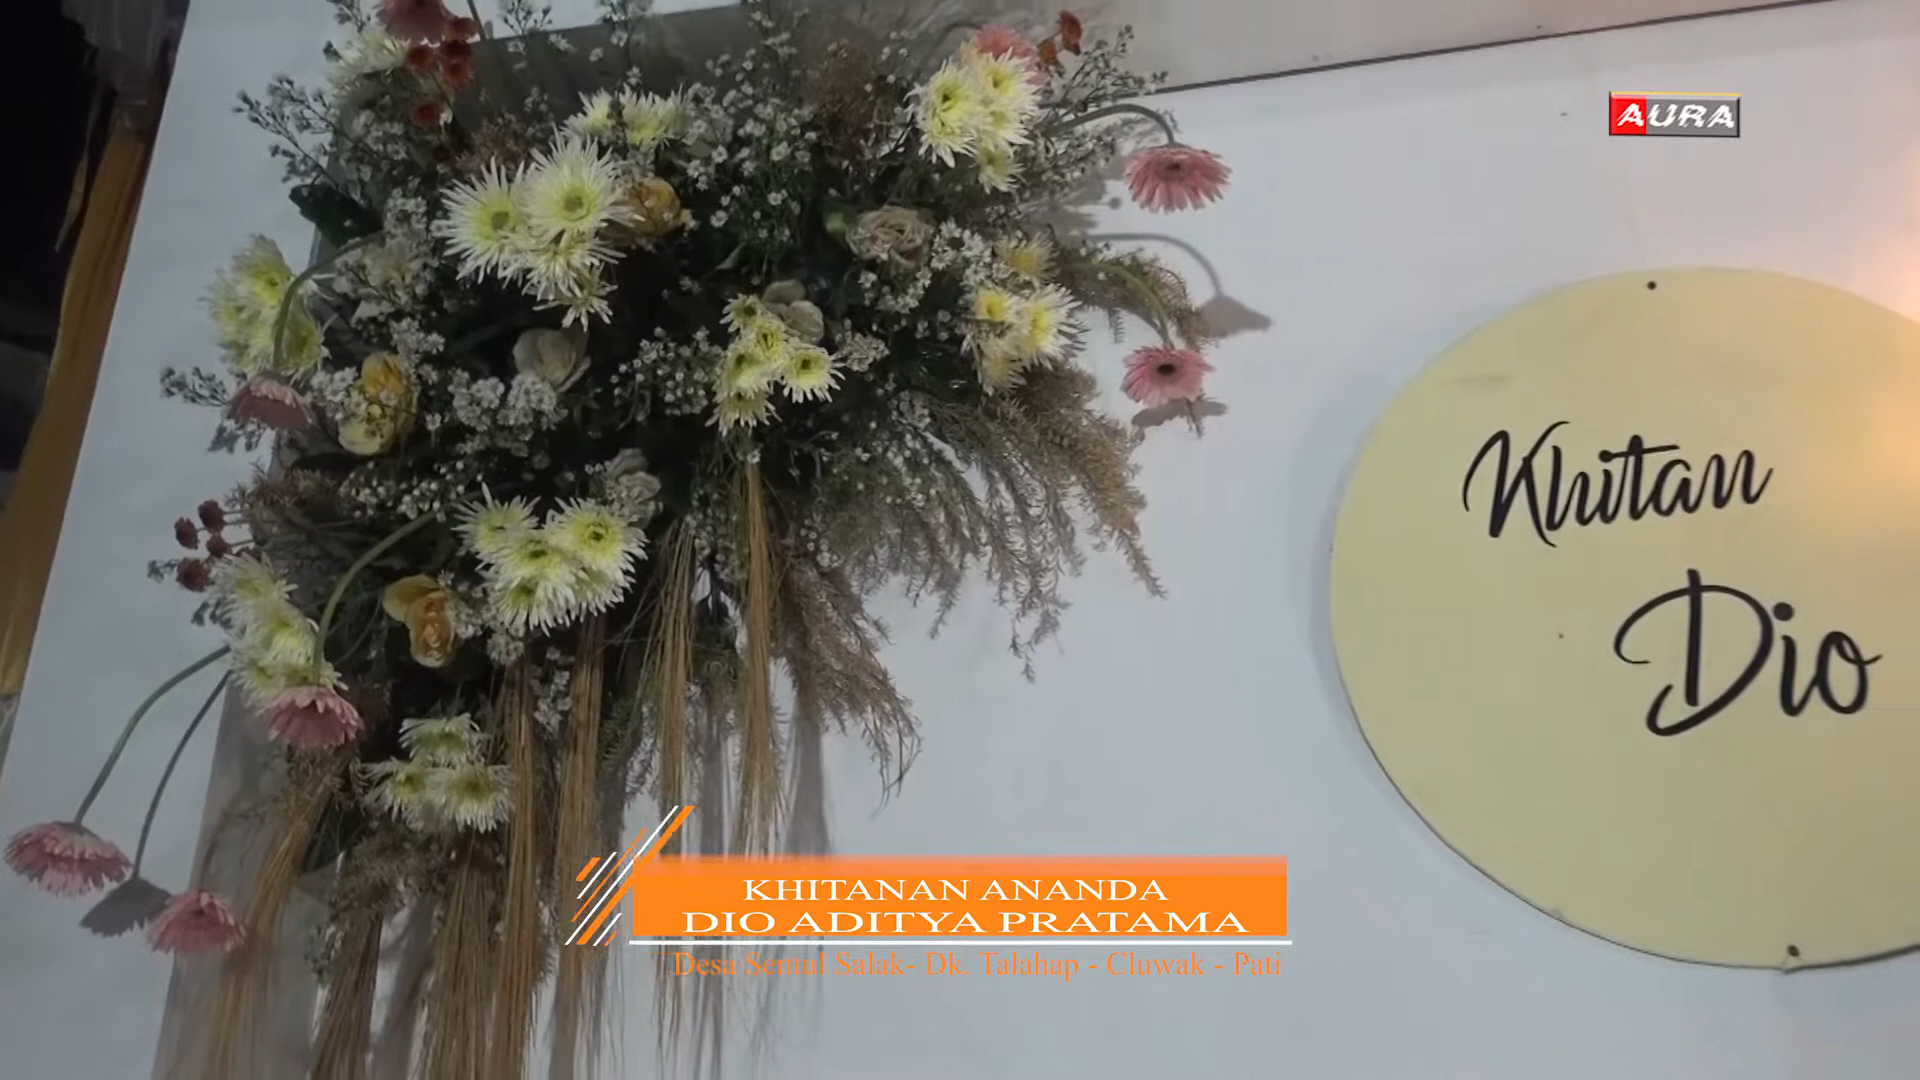 AURA
Khitan
Dio
KHITANAN ANANDA
DIO ADITYA PRATAMA
Desa Sentul Salak- Dk. Talahap - Cluwak - Pati